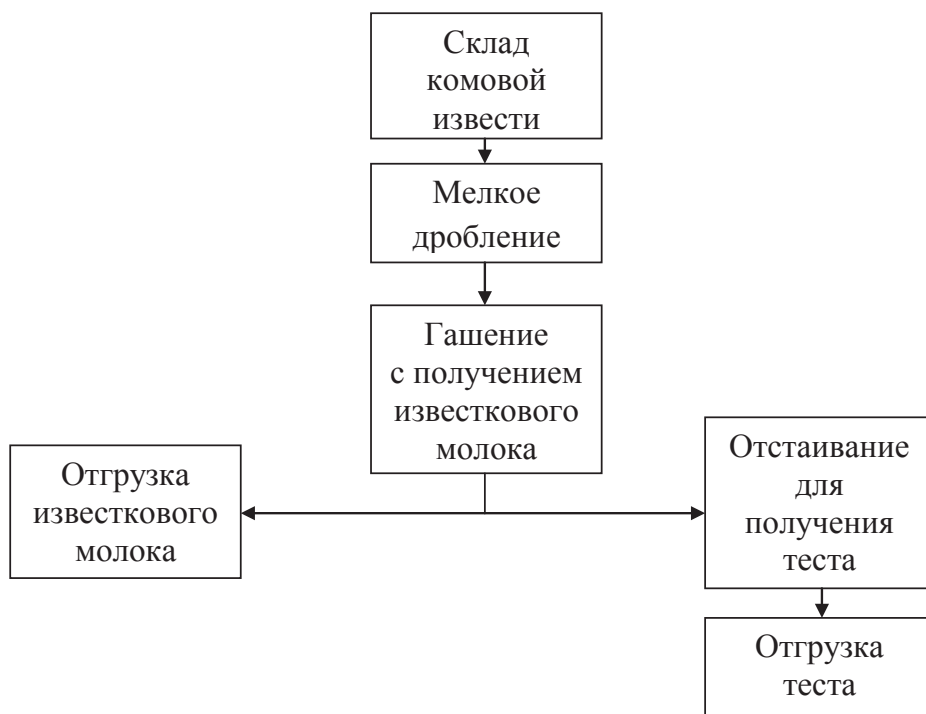 Склад
комовой
извести
Мелкое
дробление
Гашение
с получением
известкового
молока
Отгрузка
известкового
молока
Отстаивание
для
получения
теста
Отгрузка
теста